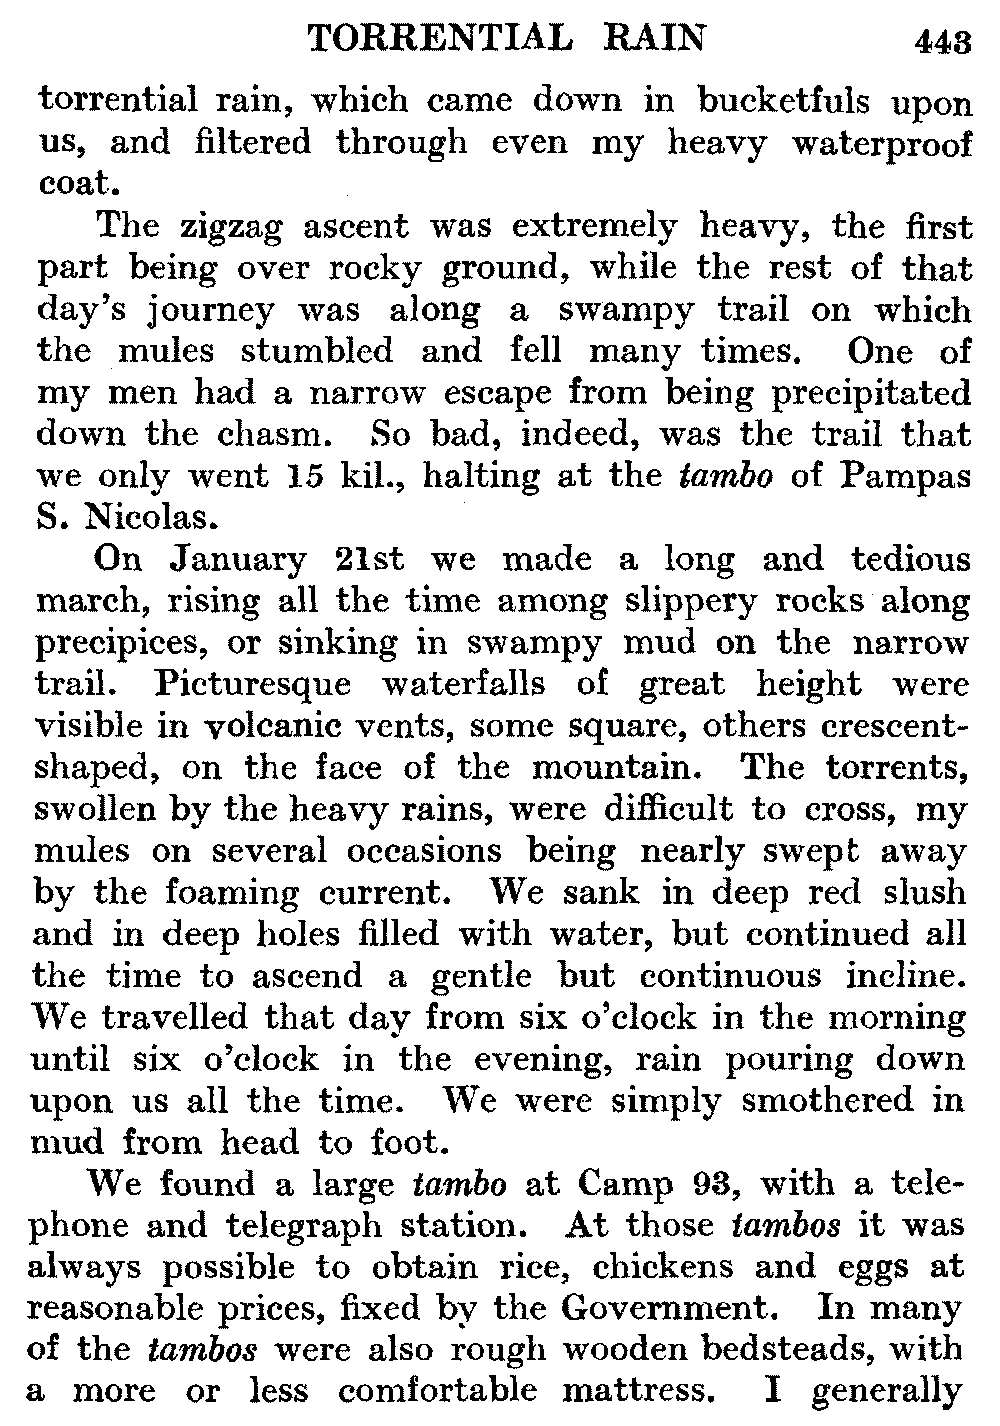 TORRENTIAL RAIN 443
torrential rain, which came down in bucketfuls upon
us, and filtered through even my heavy waterproof
coat.
The zigzag ascent was extremely heavy, the first
part being over rocky ground, while the rest of that
day's journey was along a swampy trail on which
the mules stumbled and fell many times. One of
my men had a narrow escape from being precipitated
down the chasm. So bad, indeed, was the trail that
we only went 15 kil., halting at the tambo of Pampas
S. Nicolas.
On January 21st we made a long and tedious
march, rising all the time among slippery rocks along
precipices, or sinking in swampy mud on the narrow
trail. Picturesque waterfalls of great height were
visible in volcanic vents, some square, others crescent-
shaped, on the face of the mountain. The torrents,
swollen by the heavy rains, were difficult to cross, my
mules on several occasions being nearly swept away
by the foaming current. We sank in deep red slush
and in deep holes filled with water, but continued all
the time to ascend a gentle but continuous incline.
We travelled that day from six o'clock in the morning
until six o'clock in the evening, rain pouring down
upon us all the time. We were simply smothered in
mud from head to foot.
We found a large tambo at Camp 93, with a tele-
phone and telegraph station. At those tambos it was
always possible to obtain rice, chickens and eggs at
reasonable prices, fixed by the Government. In many
of the tambos were also rough wooden bedsteads, with
a more or less comfortable mattress. I generally